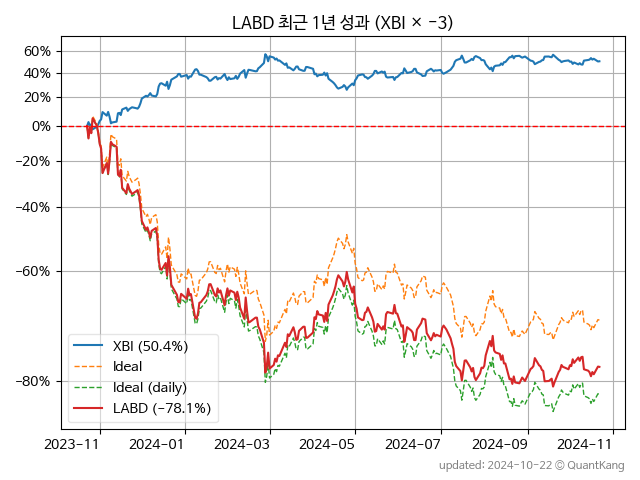 LABD 최근 1년 성과 (XBI × −3)
60%
40%
20%
0%
−20%
−40%
−60%
−80%
XBI (50.4%)
Ideal
Ideal (daily)
LABD (−78.1%)
2023-11 2024-01 2024-03 2024-05 2024-07 2024-09 2024-11
updated: 2024-10-22 © QuantKang